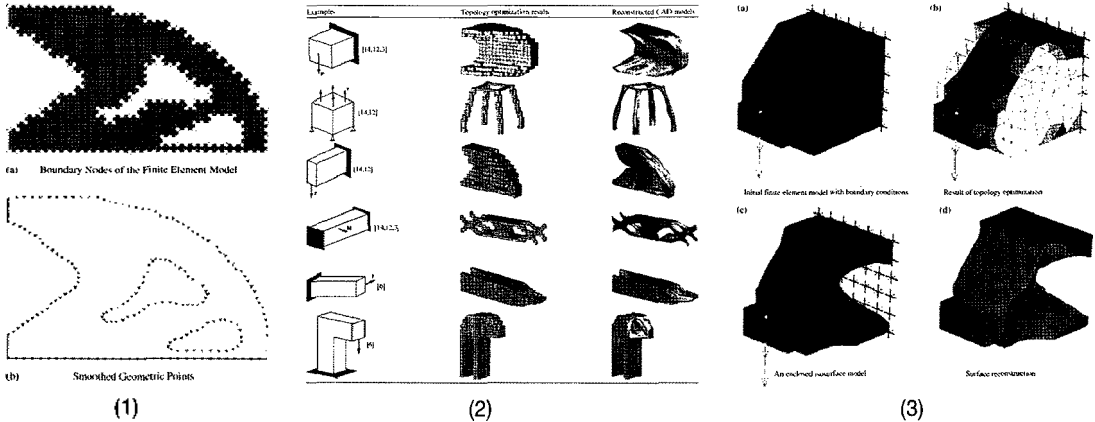 (a) Boundary Nodes of the Finite Element Model
(b) Smoothed Geometric Points
(1)
Examples Topology optimization results Reconstructed CAD models
[14,12,3]
[14,12]
[14,12]
[14,12,3]
[6]
(2)
(a)
Initial finite element model with boundary conditions
(b)
Result of topology optimization
(c)
An enclosed isosurface model
(d)
Surface reconstruction
(3)